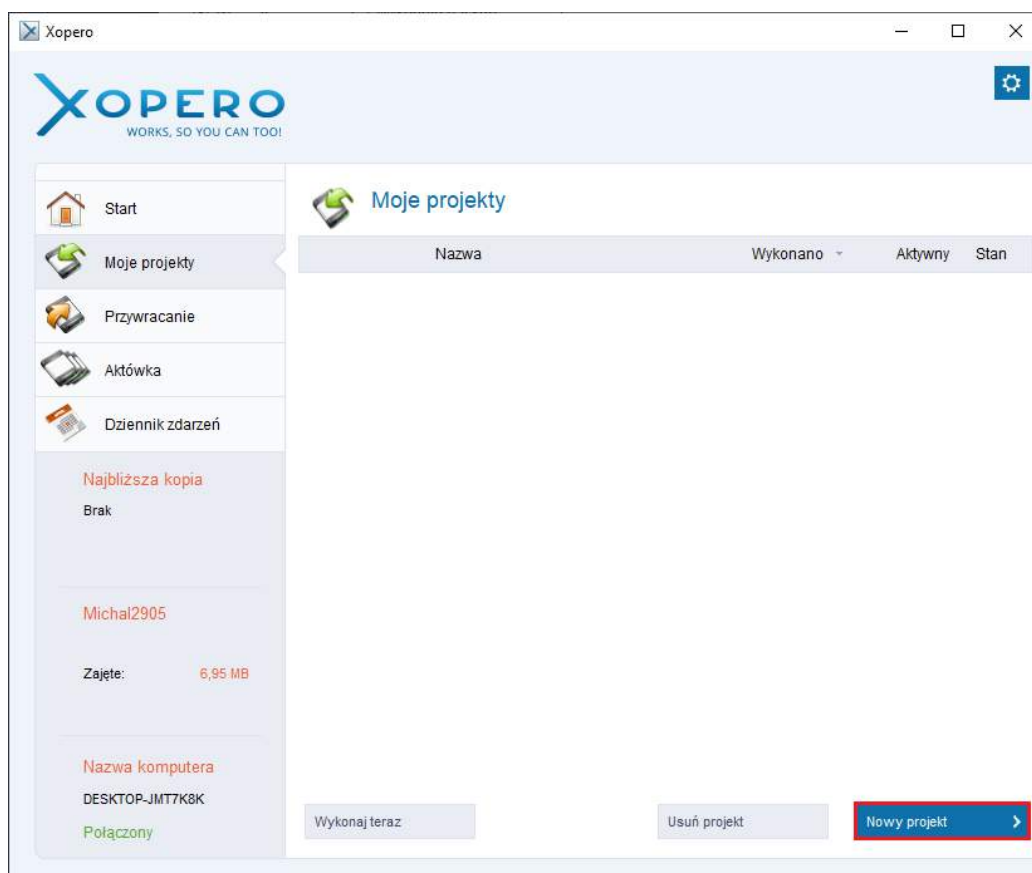 Xopero
XOPERO
WORKS, SO YOU CAN TOO!
Start
Moje projekty
Przywracanie
Aktówka
Dziennik zdarzeń
Najbliższa kopia
Brak
Michal2905
Zajęte: 6,95 MB
Nazwa komputera
DESKTOP-JMT7K8K
Połączony
Moje projekty
Nazwa Wykonano Aktywny Stan
Wykonaj teraz Usuń projekt Nowy projekt